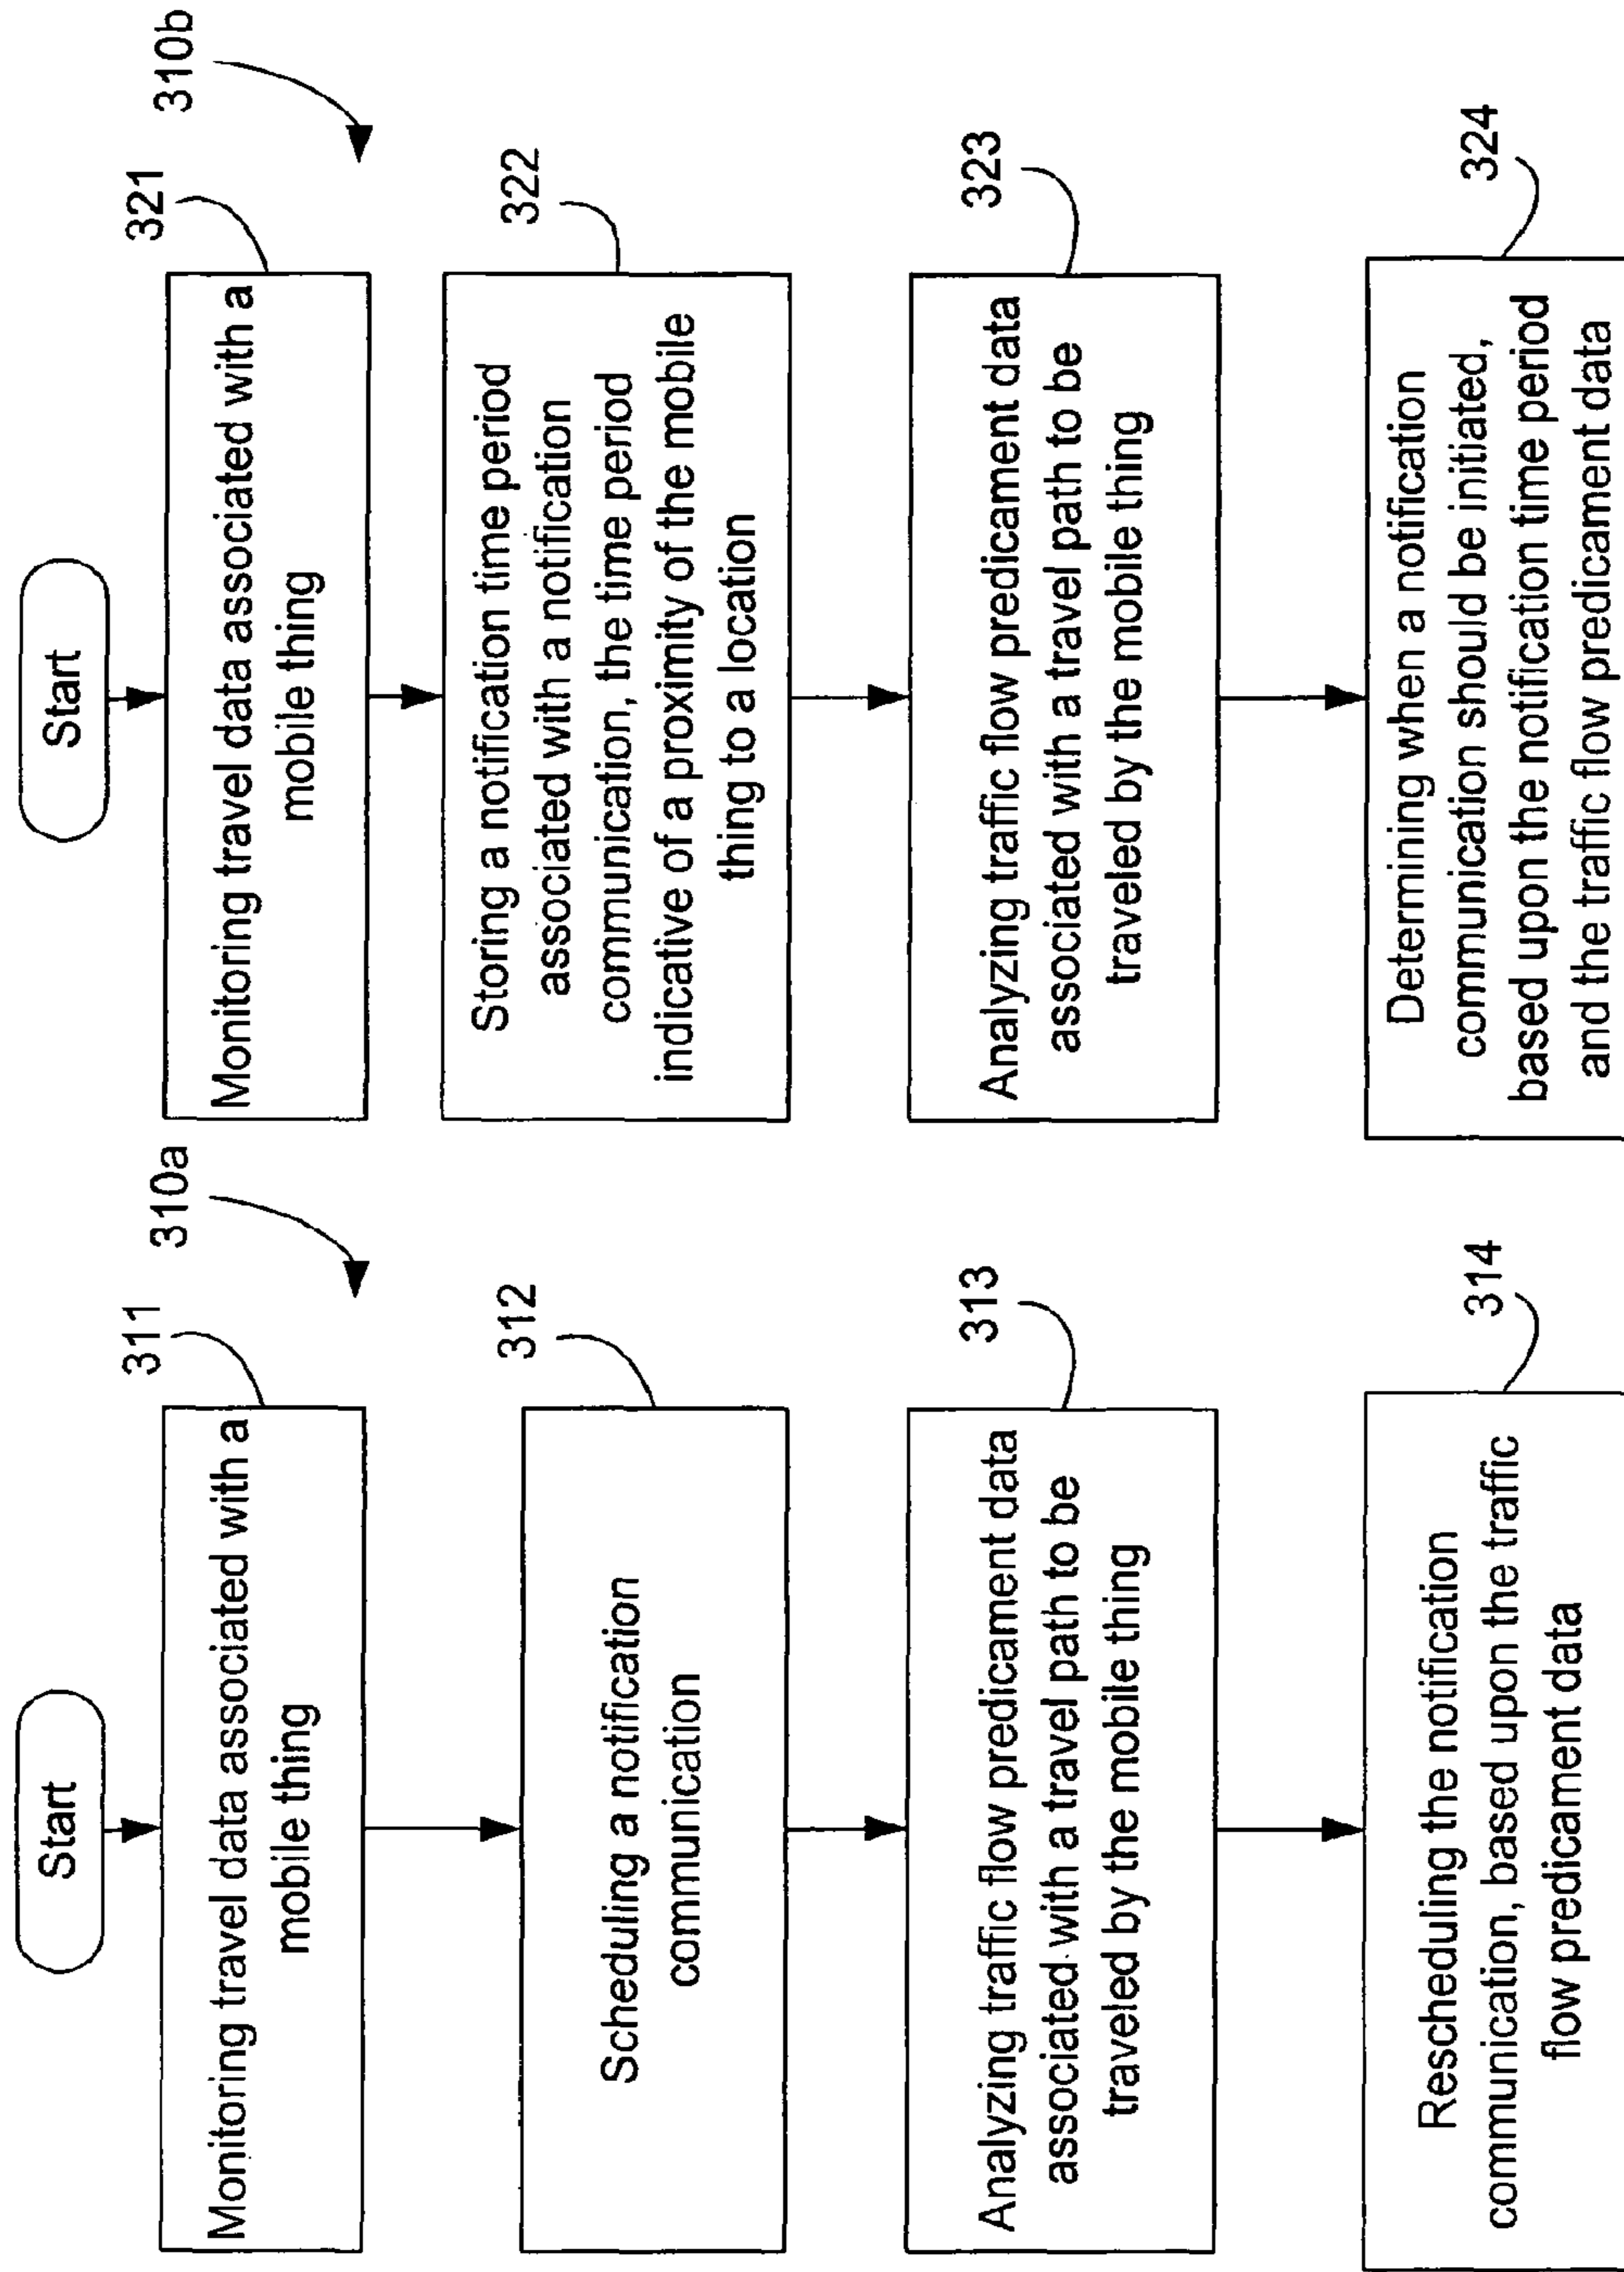 310a
Start
311
Monitoring travel data associated with a
mobile thing
312
Scheduling a notification
communication
313
Analyzing traffic flow predicament data
associated with a travel path to be
traveled by the mobile thing
314
Rescheduling the notification
communication, based upon the traffic
flow predicament data
310b
Start
321
Monitoring travel data associated with a
mobile thing
322
Storing a notification time period
associated with a notification
communication, the time period
indicative of a proximity of the mobile
thing to a location
323
Analyzing traffic flow predicament data
associated with a travel path to be
traveled by the mobile thing
324
Determining when a notification
communication should be initiated,
based upon the notification time period
and the traffic flow predicament data